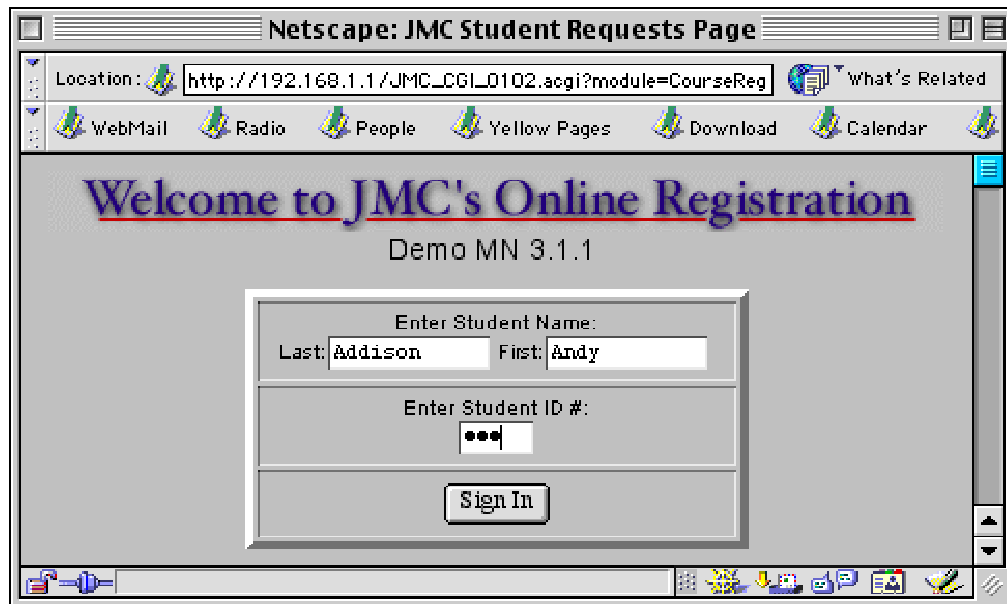 Netscape: JMC Student Requests Page
Location: http://192.168.1.1/JMC_CGI_0102.acgi?module=CourseReg What's Related
WebMail Radio People Yellow Pages Download Calendar
Welcome to JMC's Online Registration
Demo MN 3.1.1
Enter Student Name:
Last: Addison First: Andy
Enter Student ID #:
•••
Sign In